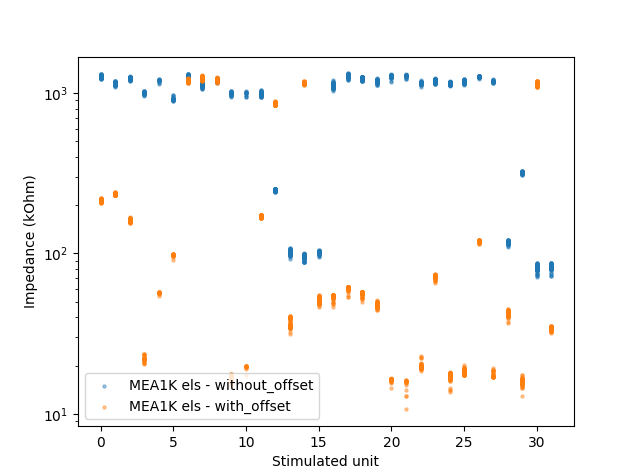 10³
10²
10¹
Impedance (kOhm)
MEA1K els - without_offset
MEA1K els - with_offset
0 5 10 15 20 25 30
Stimulated unit